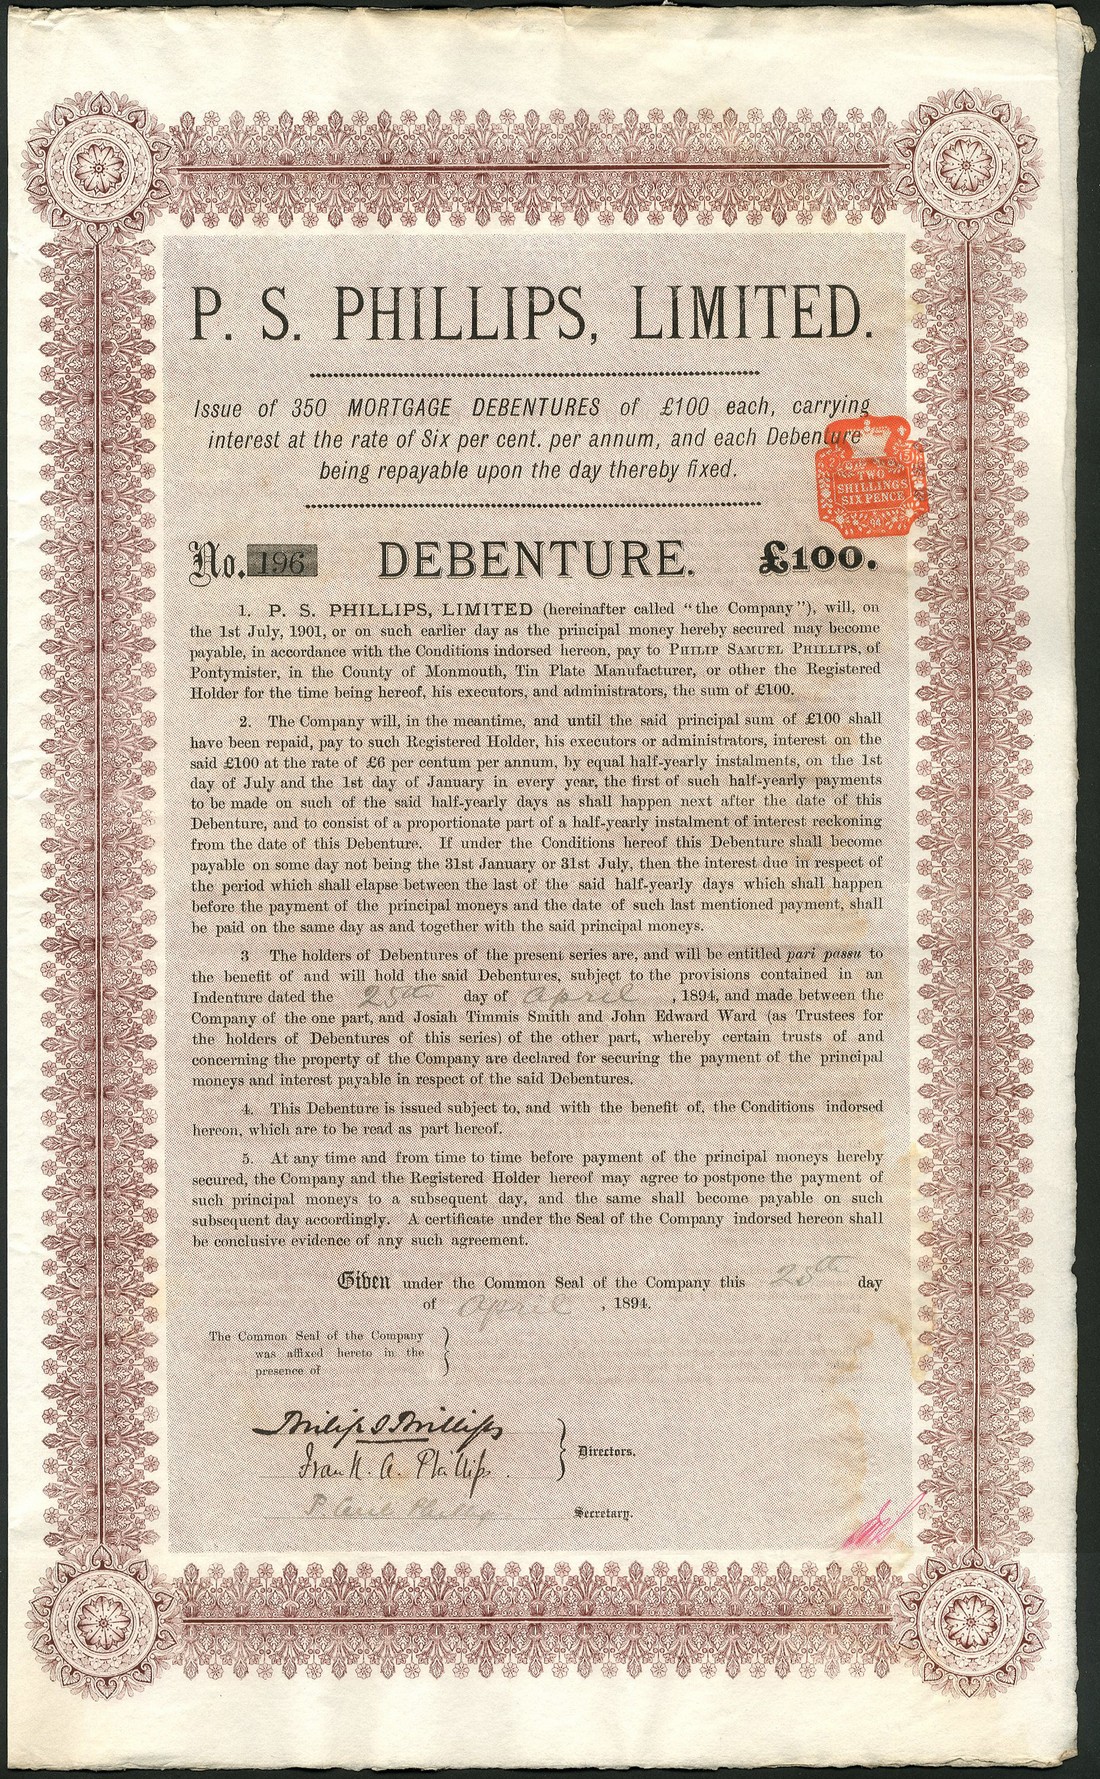 P. S. PHILLIPS, LIMITED.
Issue of 350 MORTGAGE DEBENTURES of £100 each, carrying
interest at the rate of Six per cent. per annum, and each Debenture
being repayable upon the day thereby fixed.
TWO
SHILLINGS
SIXPENCE
94
No. 196 DEBENTURE. £100.
1. P. S. PHILLIPS, LIMITED (hereinafter called "the Company"), will, on
the 1st July, 1901, or on such earlier day as the principal money hereby secured may become
payable, in accordance with the Conditions indorsed hereon, pay to PHILIP SAMUEL PHILLIPS, of
Pontymister, in the County of Monmouth, Tin Plate Manufacturer, or other the Registered
Holder for the time being hereof, his executors, and administrators, the sum of £100.
2. The Company will, in the meantime, and until the said principal sum of £100 shall
have been repaid, pay to such Registered Holder, his executors or administrators, interest on the
said £100 at the rate of £6 per centum per annum, by equal half-yearly instalments, on the 1st
day of July and the 1st day of January in every year, the first of such half-yearly payments
to be made on such of the said half-yearly days as shall happen next after the date of this
Debenture, and to consist of a proportionate part of a half-yearly instalment of interest reckoning
from the date of this Debenture. If under the Conditions hereof this Debenture shall become
payable on some day not being the 31st January or 31st July, then the interest due in respect of
the period which shall elapse between the last of the said half-yearly days which shall happen
before the payment of the principal moneys and the date of such last mentioned payment, shall
be paid on the same day as and together with the said principal moneys.
3 The holders of Debentures of the present series are, and will be entitled pari passu to
the benefit of and will hold the said Debentures, subject to the provisions contained in an
Indenture dated the 25th day of April , 1894, and made between the
Company of the one part, and Josiah Timmis Smith and John Edward Ward (as Trustees for
the holders of Debentures of this series) of the other part, whereby certain trusts of and
concerning the property of the Company are declared for securing the payment of the principal
moneys and interest payable in respect of the said Debentures.
4. This Debenture is issued subject to, and with the benefit of, the Conditions indorsed
hereon, which are to be read as part hereof.
5. At any time and from time to time before payment of the principal moneys hereby
secured, the Company and the Registered Holder hereof may agree to postpone the payment of
such principal moneys to a subsequent day, and the same shall become payable on such
subsequent day accordingly. A certificate under the Seal of the Company indorsed hereon shall
be conclusive evidence of any such agreement.
Given under the Common Seal of the Company this 28th day
of April , 1894.
The Common Seal of the Company
was affixed hereto in the
presence of
Philip S Phillips
Frank. A. Phillips. Directors.
P Cecil Phillips Secretary.